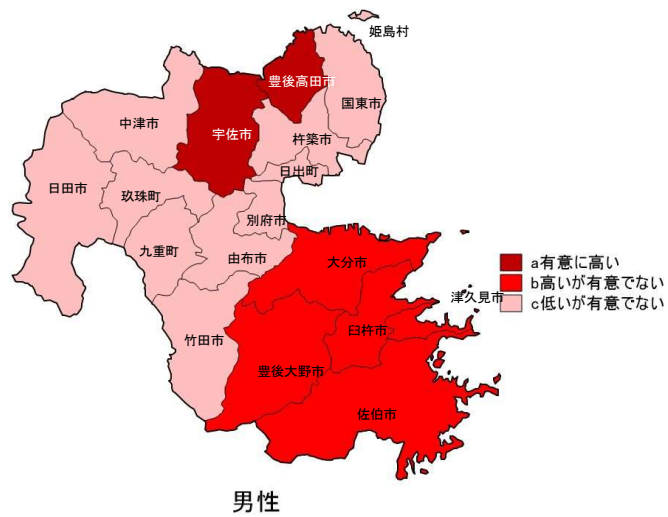 姫島村
豊後高田市
国東市
中津市
宇佐市
杵築市
日出町
日田市
玖珠町
別府市
九重町
由布市
大分市
a有意に高い
b高いが有意でない
c低いが有意でない
津久見市
臼杵市
竹田市
豊後大野市
佐伯市
男性